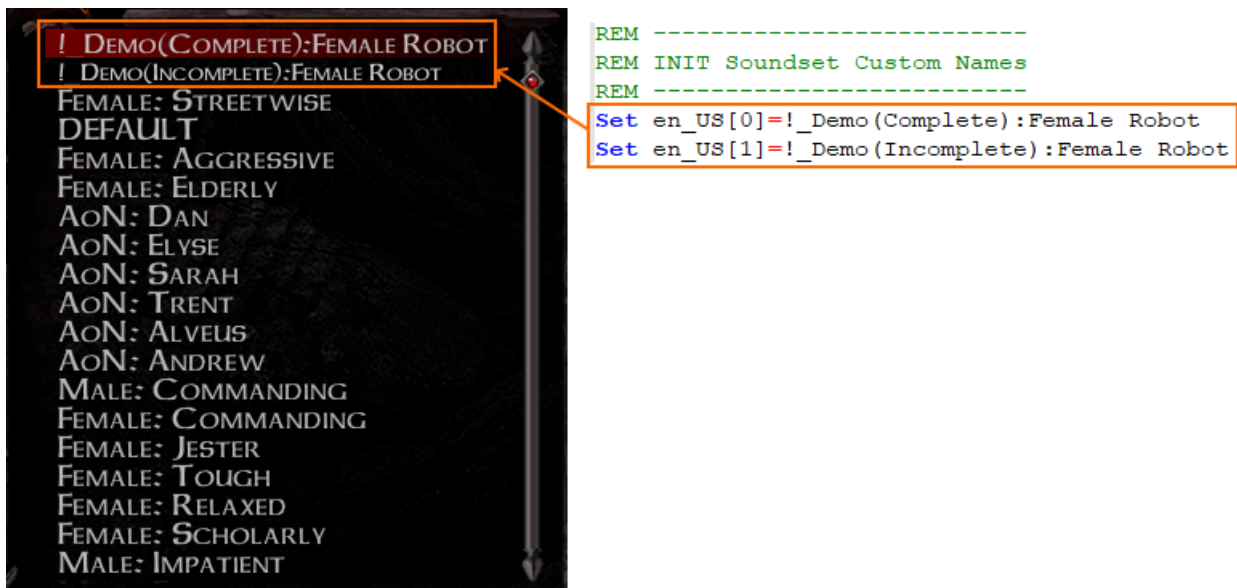 !_Demo(Complete):Female Robot
!_Demo(Incomplete):Female Robot
Female: Streetwise
DEFAULT
Female: Aggressive
Female: Elderly
AoN: Dan
AoN: Elyse
AoN: Sarah
AoN: Trent
AoN: Alveus
AoN: Andrew
Male: Commanding
Female: Commanding
Female: Jester
Female: Tough
Female: Relaxed
Female: Scholarly
Male: Impatient
REM --------------------------
REM INIT Soundset Custom Names
REM --------------------------
Set en_US[0]=!_Demo(Complete):Female Robot
Set en_US[1]=!_Demo(Incomplete):Female Robot